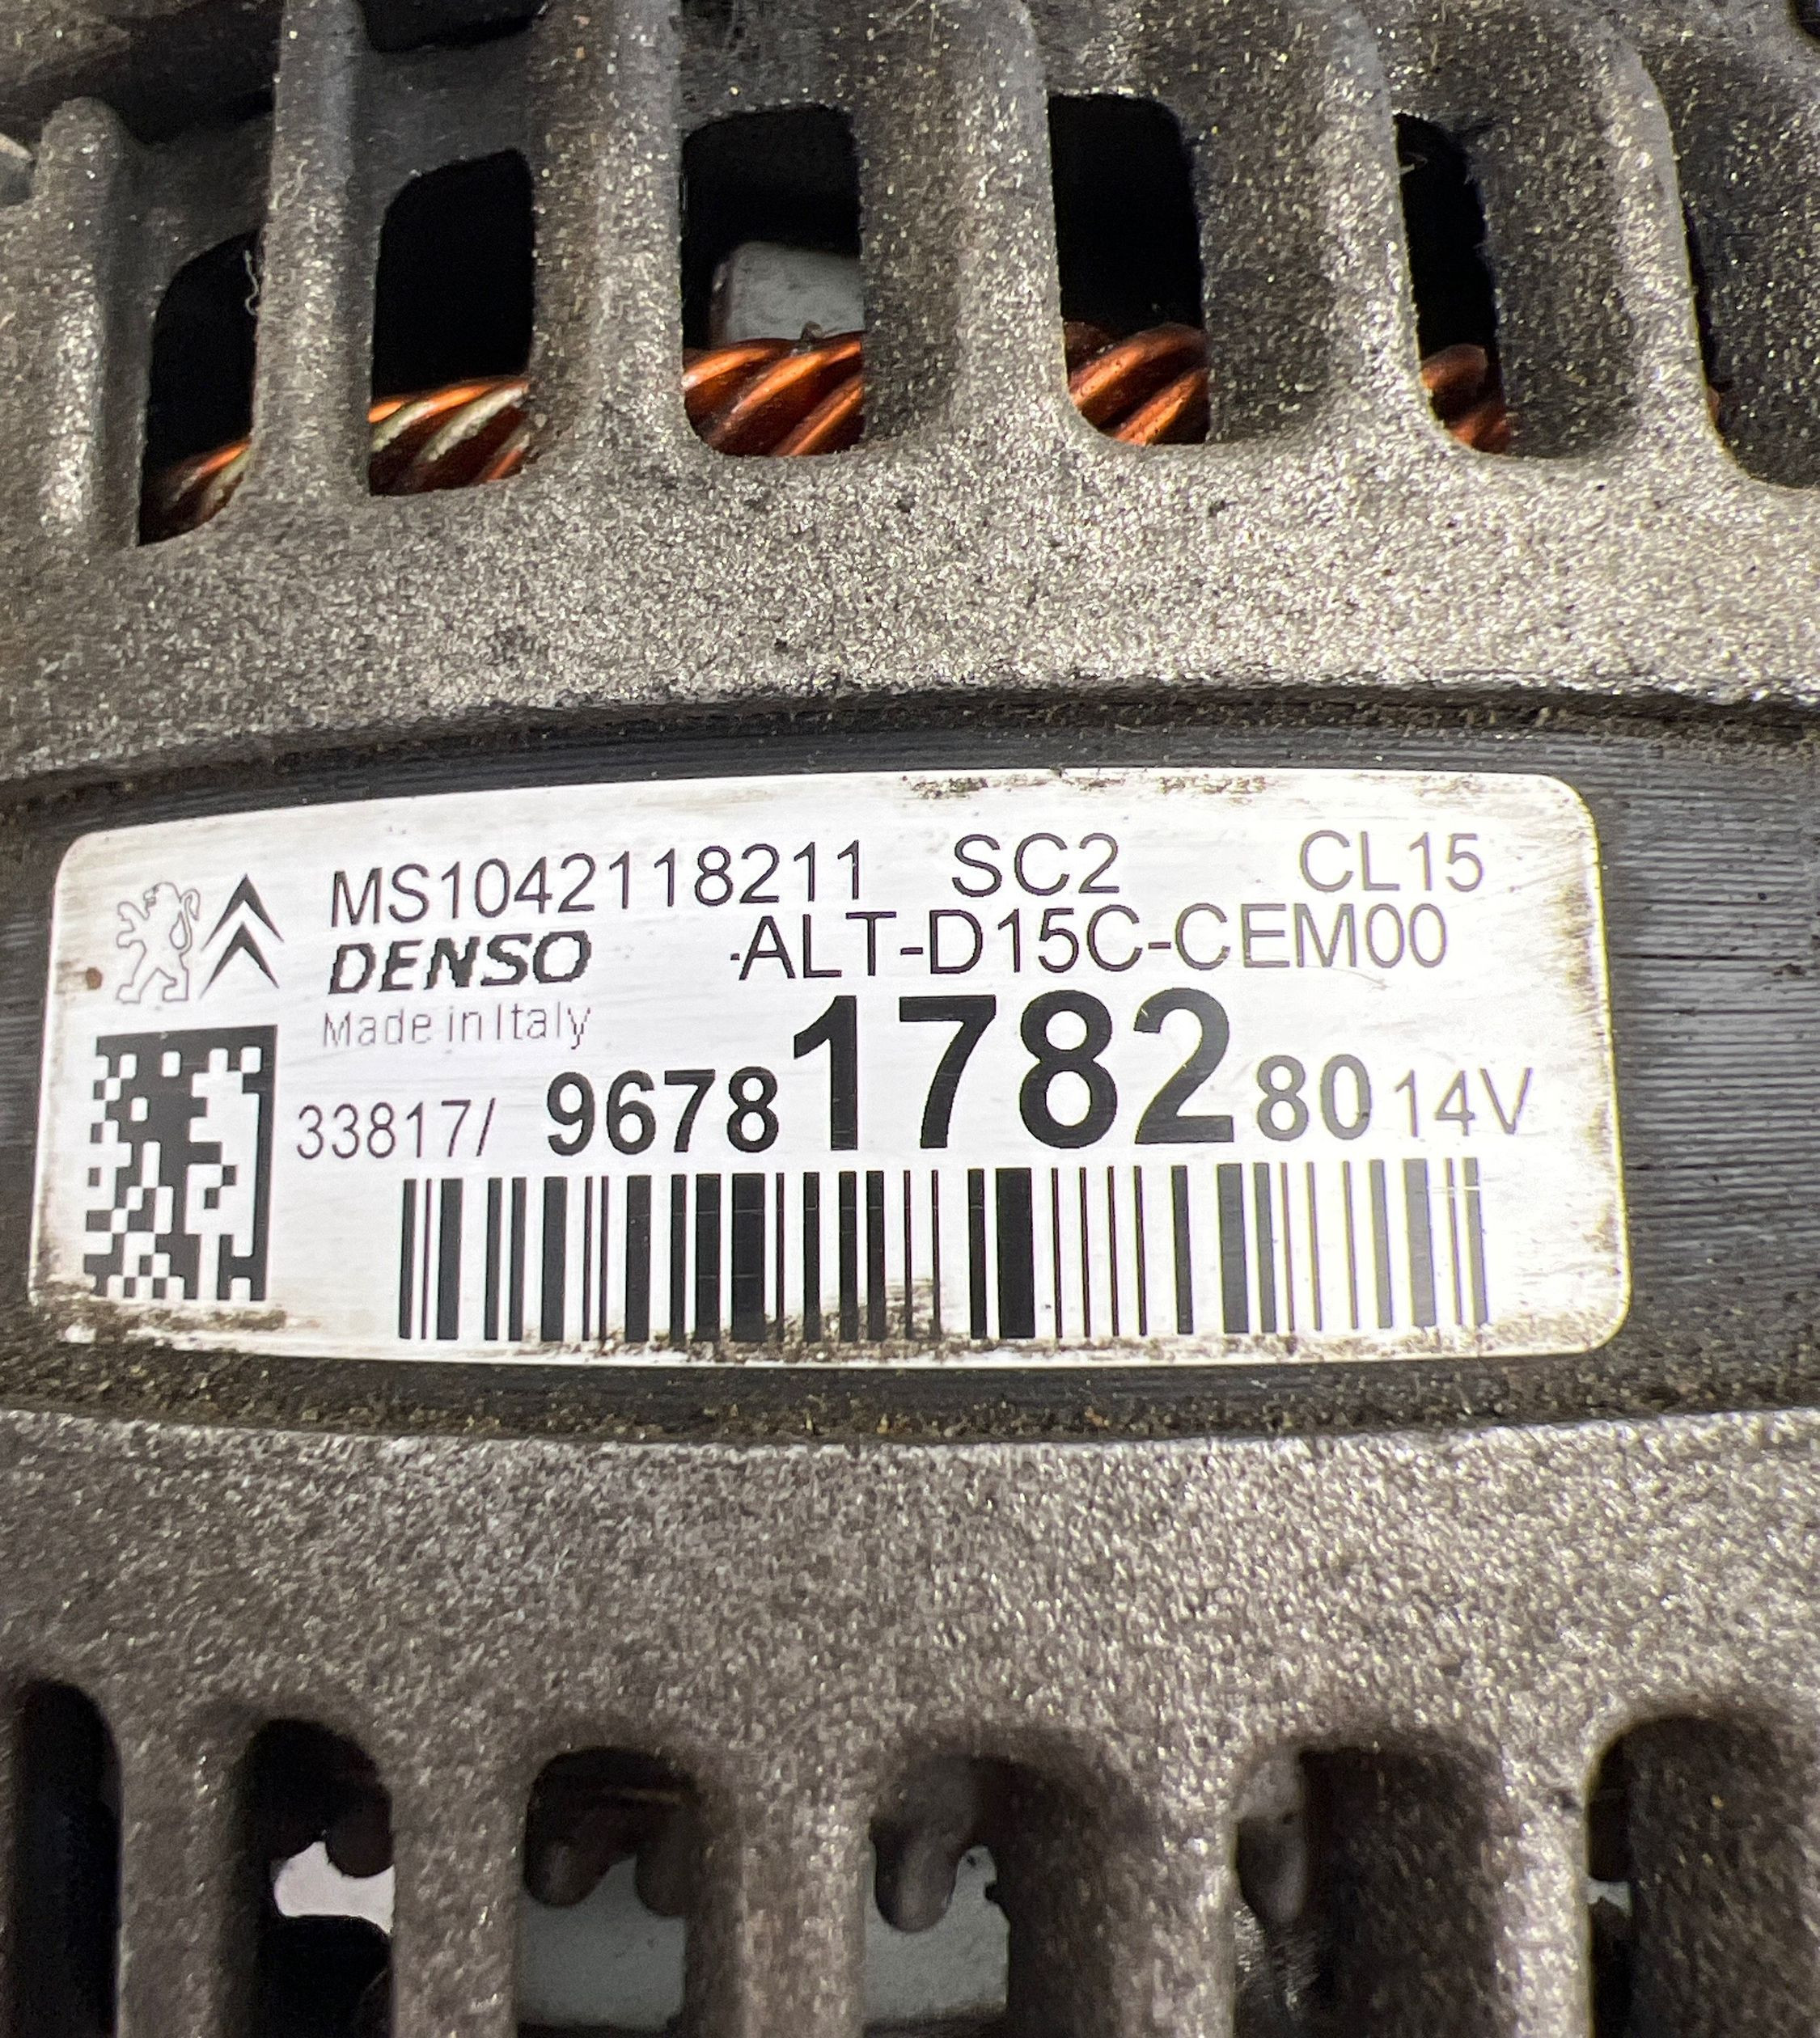 MS1042118211 SC2 CL15
DENSO ALT-D15C-CEM00
Made in Italy
33817/ 9678178280 14V